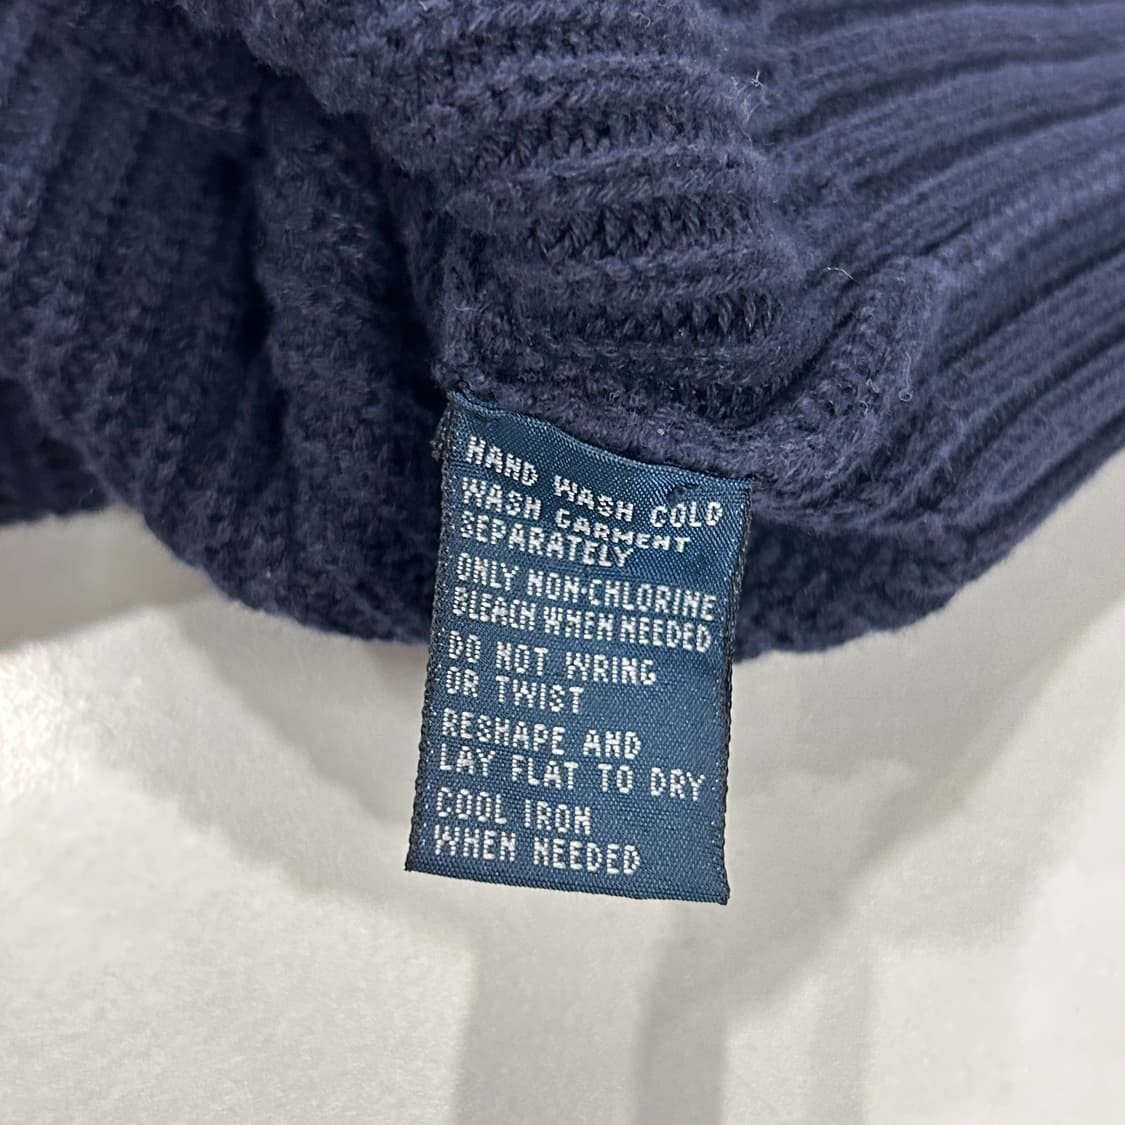 HAND WASH COLD
WASH GARMENT
SEPARATELY
ONLY NON-CHLORINE
BLEACH WHEN NEEDED
DO NOT WRING
OR TWIST
RESHAPE AND
LAY FLAT TO DRY
COOL IRON
WHEN NEEDED